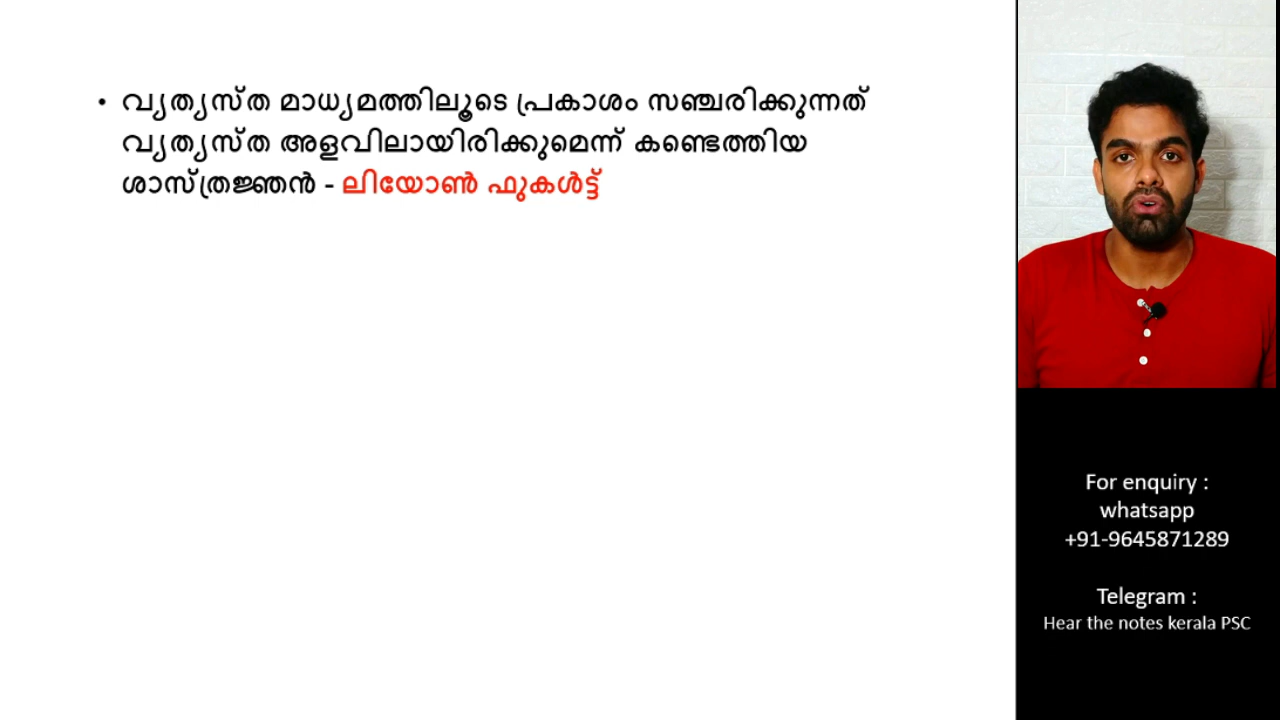 • വ്യത്യസ്ത മാധ്യമത്തിലൂടെ പ്രകാശം സഞ്ചരിക്കുന്നത്
വ്യത്യസ്ത അളവിലായിരിക്കുമെന്ന് കണ്ടെത്തിയ
ശാസ്ത്രജ്ഞൻ - ലിയോൺ ഫുകൾട്ട്
For enquiry :
whatsapp
+91-9645871289
Telegram :
Hear the notes kerala PSC